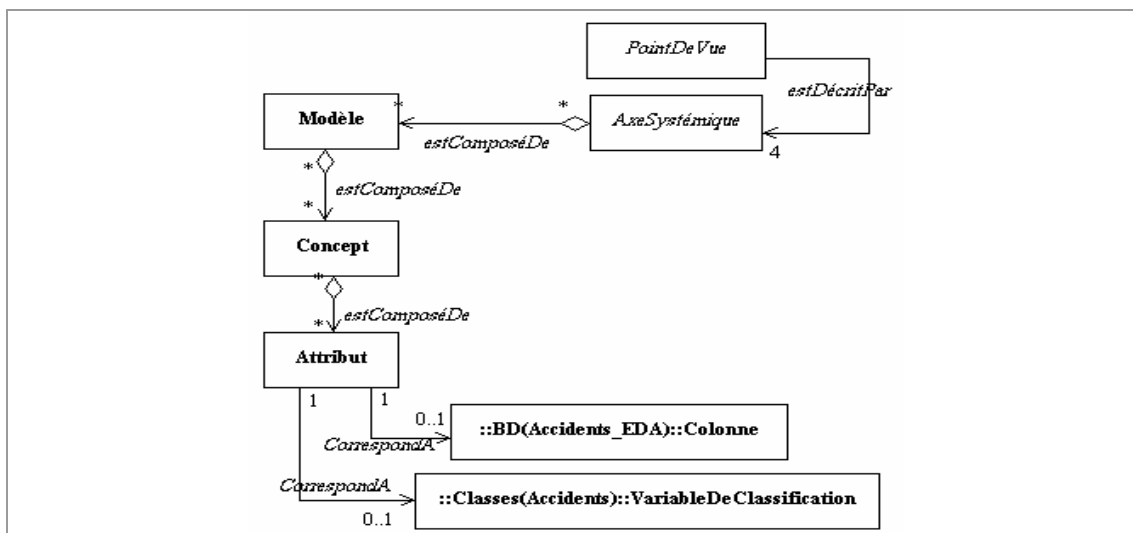 PointDeVue
estDécritPar
Modèle
*
*
AxeSystémique
estComposéDe
4
*
estComposéDe
*
Concept
*
estComposéDe
*
Attribut
1
1
0..1
::BD(Accidents_EDA)::Colonne
CorrespondA
CorrespondA
::Classes(Accidents)::VariableDeClassification
0..1